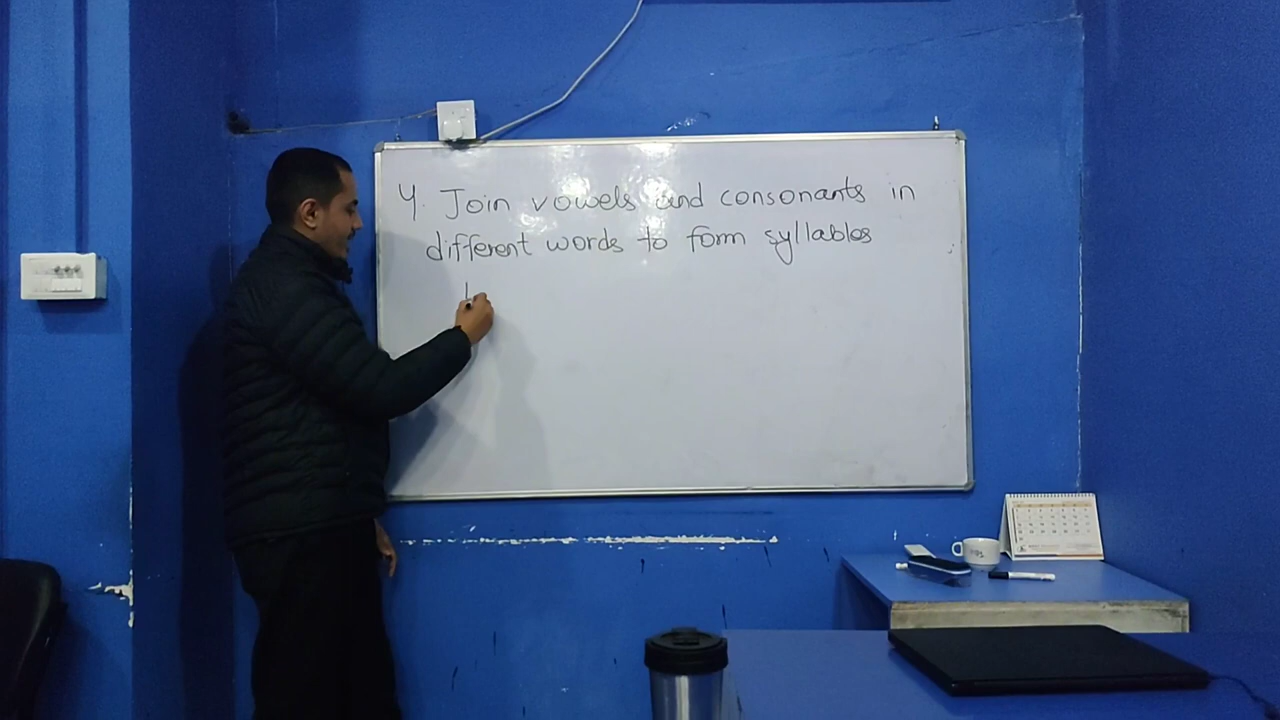 4. Join vowels and consonants in
different words to form syllables